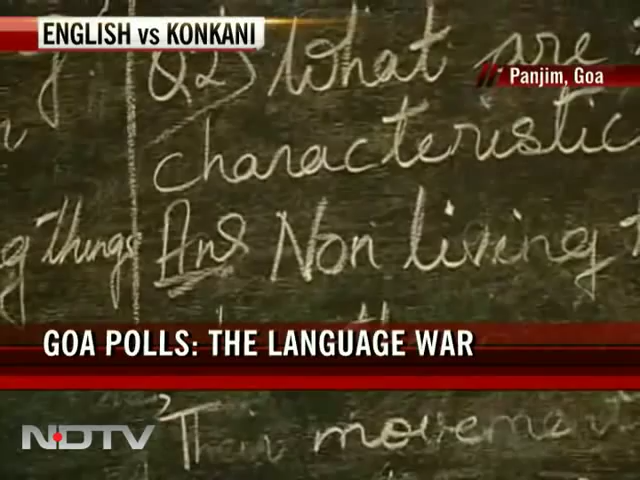 ENGLISH vs KONKANI
Panjim, Goa
Q2) What are
characteristic
things Ans Non living
GOA POLLS: THE LANGUAGE WAR
NDTV
Their movemen